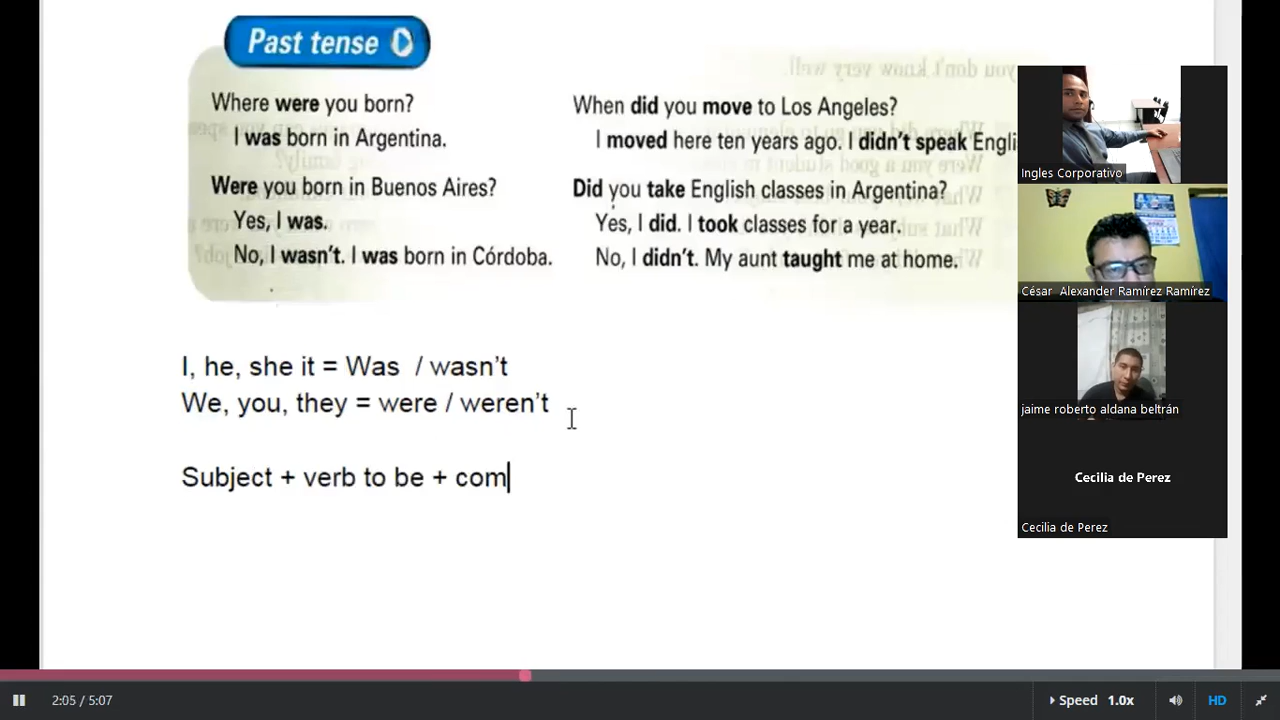 Past tense
Where were you born?
I was born in Argentina.
Were you born in Buenos Aires?
Yes, I was.
No, I wasn't. I was born in Córdoba.
When did you move to Los Angeles?
I moved here ten years ago. I didn't speak Engli
Did you take English classes in Argentina?
Yes, I did. I took classes for a year.
No, I didn't. My aunt taught me at home.
I, he, she it = Was / wasn't
We, you, they = were / weren't
Subject + verb to be + com
Ingles Corporativo
César Alexander Ramírez Ramírez
jaime roberto aldana beltrán
Cecilia de Perez
Cecilia de Perez
2:05 / 5:07
Speed 1.0x
HD